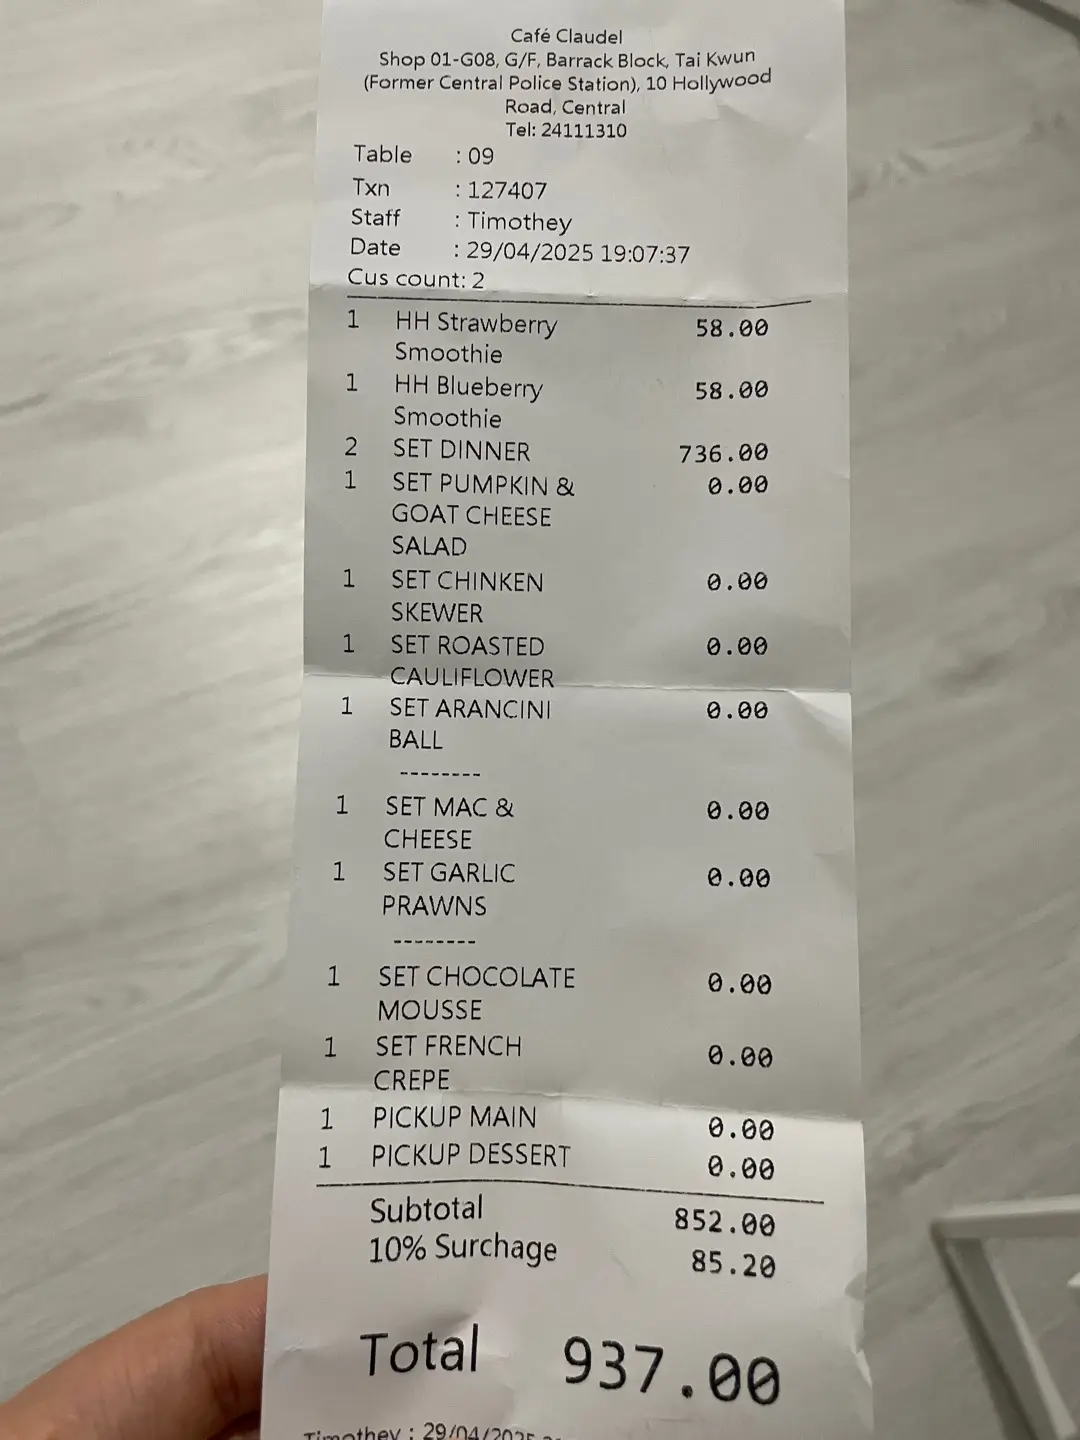 Café Claudel
Shop 01-G08, G/F, Barrack Block, Tai Kwun
(Former Central Police Station), 10 Hollywood
Road, Central
Tel: 24111310
Table : 09
Txn : 127407
Staff : Timothey
Date : 29/04/2025 19:07:37
Cus count: 2
1 HH Strawberry 58.00
Smoothie
1 HH Blueberry 58.00
Smoothie
2 SET DINNER 736.00
1 SET PUMPKIN & 0.00
GOAT CHEESE
SALAD
1 SET CHINKEN 0.00
SKEWER
1 SET ROASTED 0.00
CAULIFLOWER
1 SET ARANCINI 0.00
BALL
--------
1 SET MAC & 0.00
CHEESE
1 SET GARLIC 0.00
PRAWNS
--------
1 SET CHOCOLATE 0.00
MOUSSE
1 SET FRENCH 0.00
CREPE
1 PICKUP MAIN 0.00
1 PICKUP DESSERT 0.00
Subtotal 852.00
10% Surchage 85.20
Total 937.00
Timothey : 29/04/2025